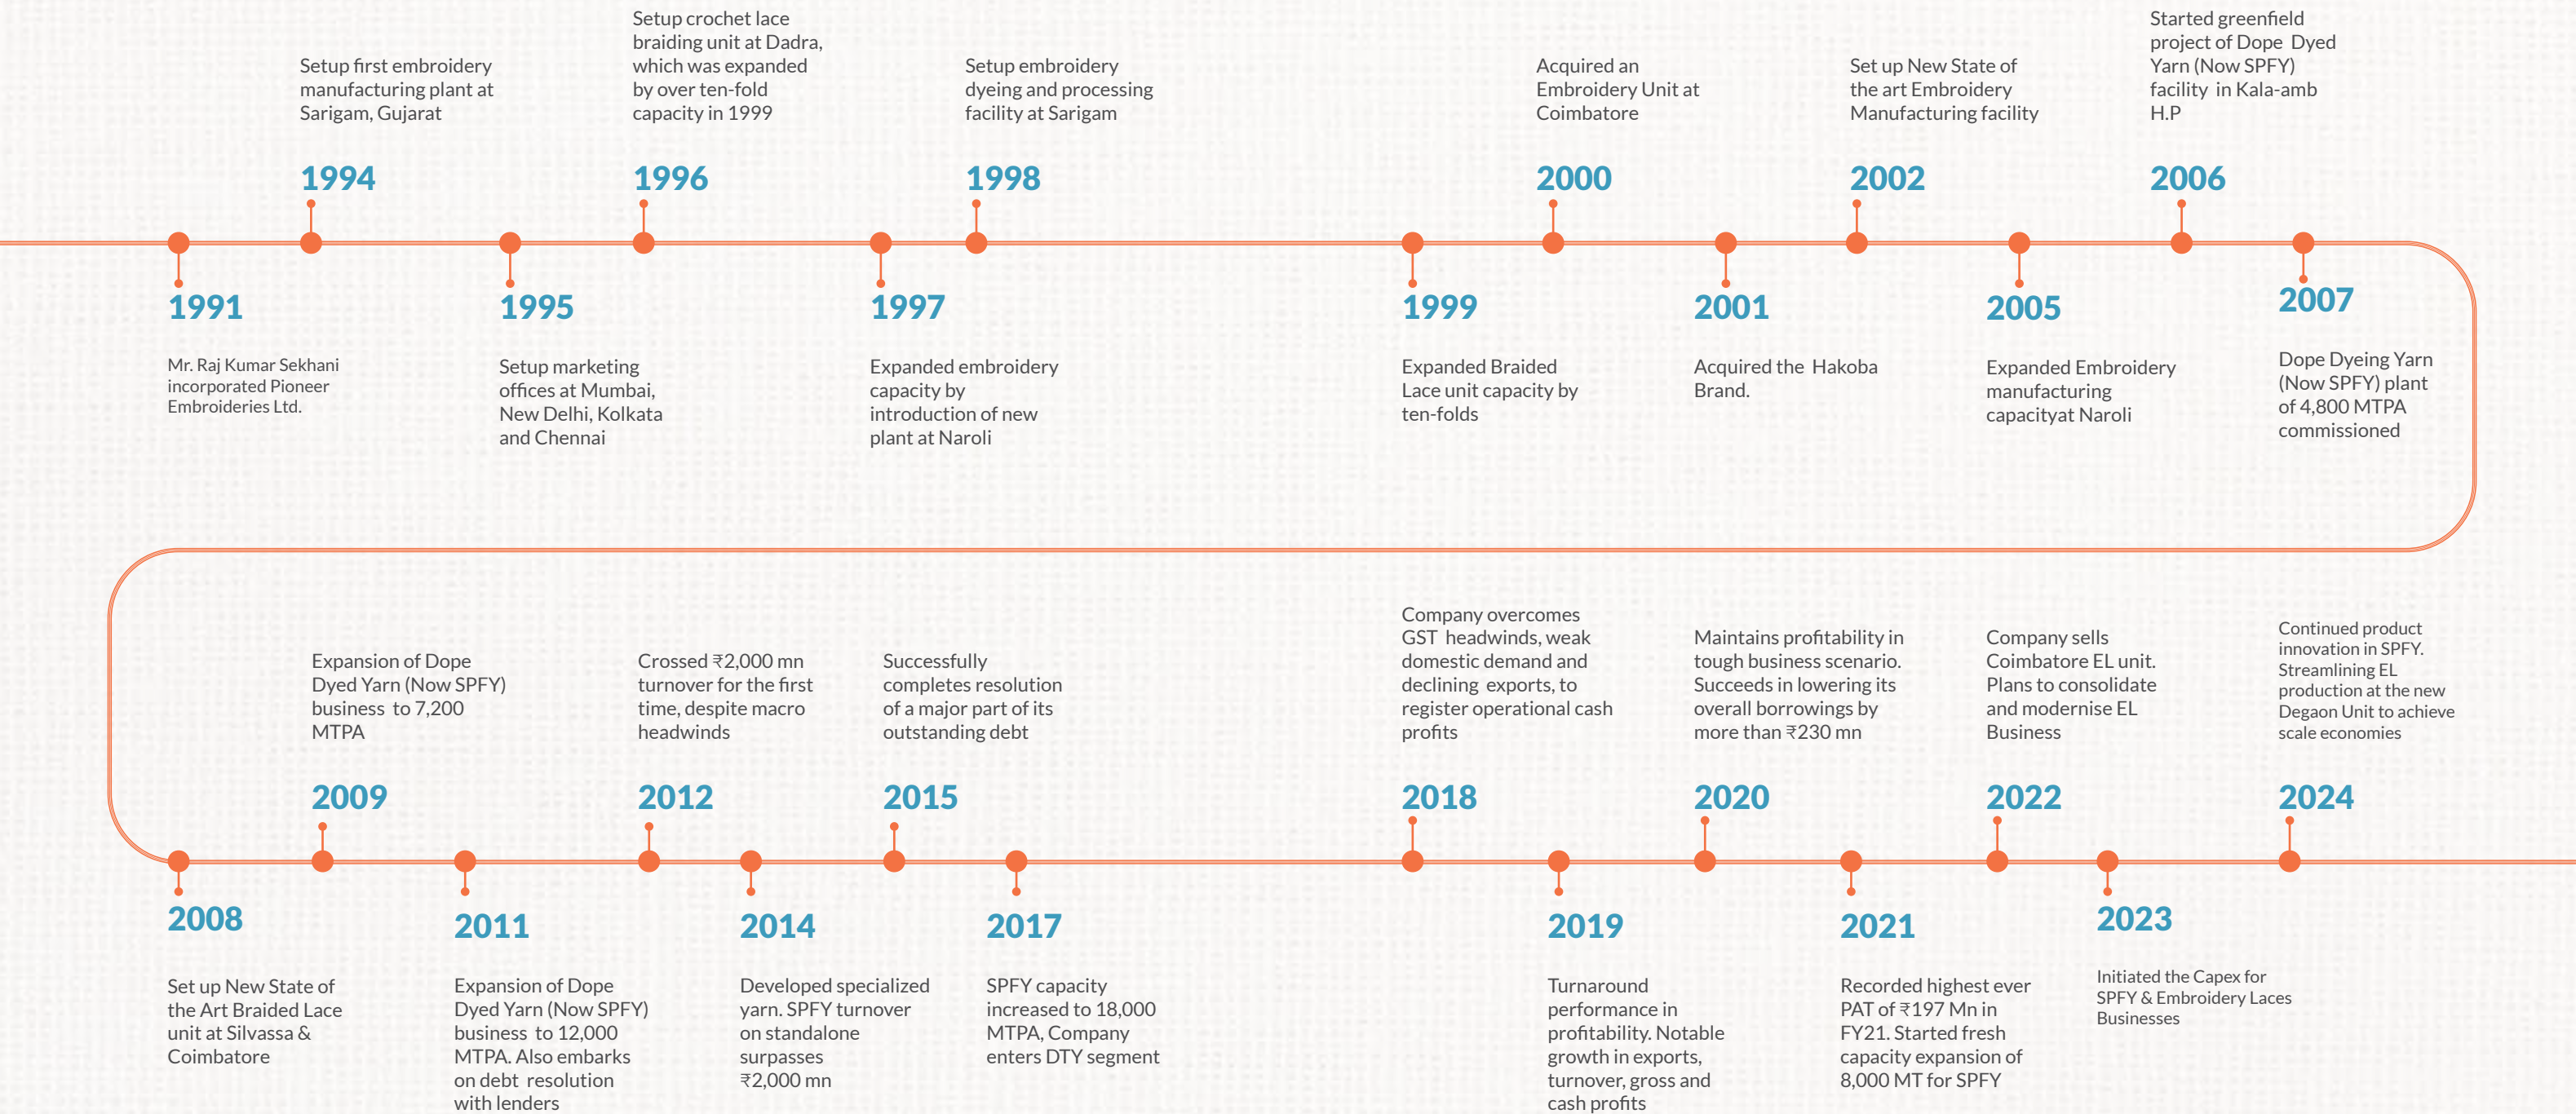 Mr. Raj Kumar Sekhani
incorporated Pioneer
Embroideries Ltd.
1991
Setup first embroidery
manufacturing plant at
Sarigam, Gujarat
1994
1995
Setup marketing
offices at Mumbai,
New Delhi, Kolkata
and Chennai
Setup crochet lace
braiding unit at Dadra,
which was expanded
by over ten-fold
capacity in 1999
1996
1997
Expanded embroidery
capacity by
introduction of new
plant at Naroli
Setup embroidery
dyeing and processing
facility at Sarigam
1998
1999
Expanded Braided
Lace unit capacity by
ten-folds
Acquired an
Embroidery Unit at
Coimbatore
2000
2001
Acquired the Hakoba
Brand.
Set up New State of
the art Embroidery
Manufacturing facility
2002
2005
Expanded Embroidery
manufacturing
capacityat Naroli
Started greenfield
project of Dope Dyed
Yarn (Now SPFY)
facility in Kala-amb
H.P
2006
2007
Dope Dyeing Yarn
(Now SPFY) plant
of 4,800 MTPA
commissioned
2008
Set up New State of
the Art Braided Lace
unit at Silvassa &
Coimbatore
Expansion of Dope
Dyed Yarn (Now SPFY)
business to 7,200
MTPA
2009
2011
Expansion of Dope
Dyed Yarn (Now SPFY)
business to 12,000
MTPA. Also embarks
on debt resolution
with lenders
Crossed ₹2,000 mn
turnover for the first
time, despite macro
headwinds
2012
2014
Developed specialized
yarn. SPFY turnover
on standalone
surpasses
₹2,000 mn
Successfully
completes resolution
of a major part of its
outstanding debt
2015
2017
SPFY capacity
increased to 18,000
MTPA, Company
enters DTY segment
Company overcomes
GST headwinds, weak
domestic demand and
declining exports, to
register operational cash
profits
2018
2019
Turnaround
performance in
profitability. Notable
growth in exports,
turnover, gross and
cash profits
Maintains profitability in
tough business scenario.
Succeeds in lowering its
overall borrowings by
more than ₹230 mn
2020
2021
Recorded highest ever
PAT of ₹197 Mn in
FY21. Started fresh
capacity expansion of
8,000 MT for SPFY
Company sells
Coimbatore EL unit.
Plans to consolidate
and modernise EL
Business
2022
2023
Initiated the Capex for
SPFY & Embroidery Laces
Businesses
Continued product
innovation in SPFY.
Streamlining EL
production at the new
Degaon Unit to achieve
scale economies
2024